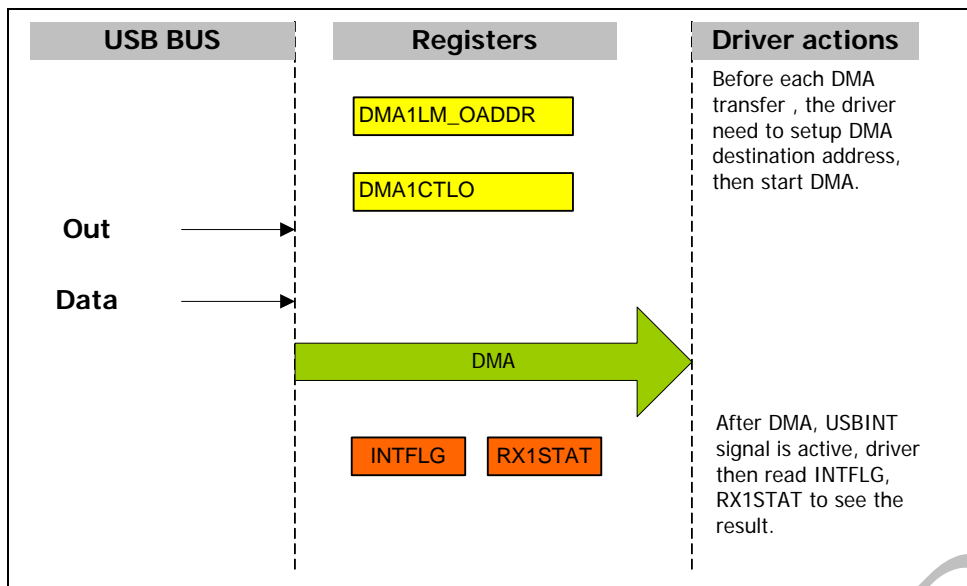 USB BUS
Registers
Driver actions
Before each DMA
transfer , the driver
need to setup DMA
destination address,
then start DMA.
DMA1LM_OADDR
DMA1CTLO
Out
Data
DMA
INTFLG
RX1STAT
After DMA, USBINT
signal is active, driver
then read INTFLG,
RX1STAT to see the
result.